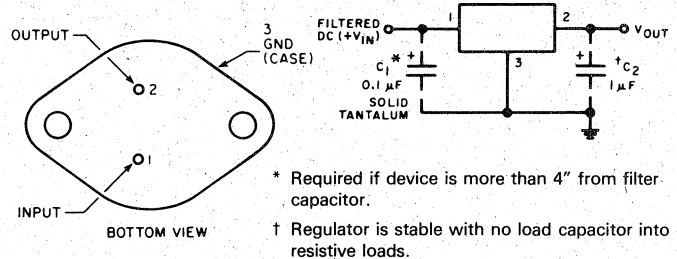 OUTPUT
3
GND
(CASE)
2
1
INPUT
BOTTOM VIEW
FILTERED
DC (+VIN)
1
2
VOUT
3
+
*
C1
0.1 µF
SOLID
TANTALUM
+
†C2
1 µF
* Required if device is more than 4″ from filter
capacitor.
† Regulator is stable with no load capacitor into
resistive loads.